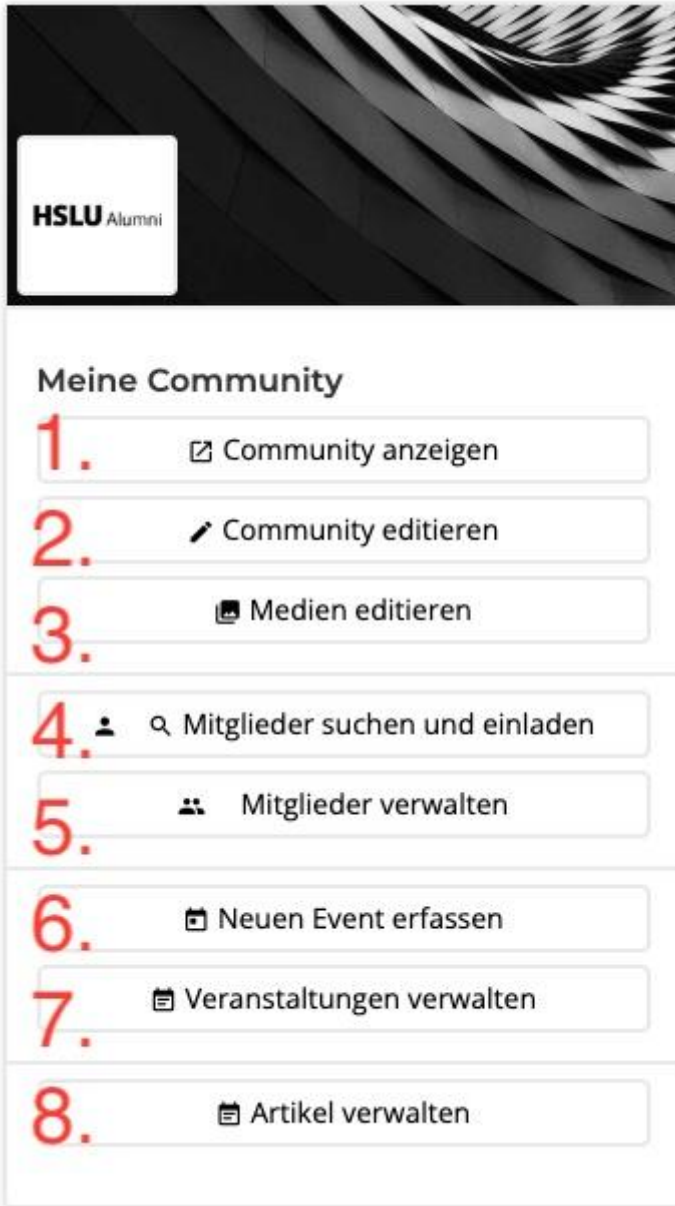 HSLU Alumni
Meine Community
1. Community anzeigen
2. Community editieren
3. Medien editieren
4. Mitglieder suchen und einladen
5. Mitglieder verwalten
6. Neuen Event erfassen
7. Veranstaltungen verwalten
8. Artikel verwalten